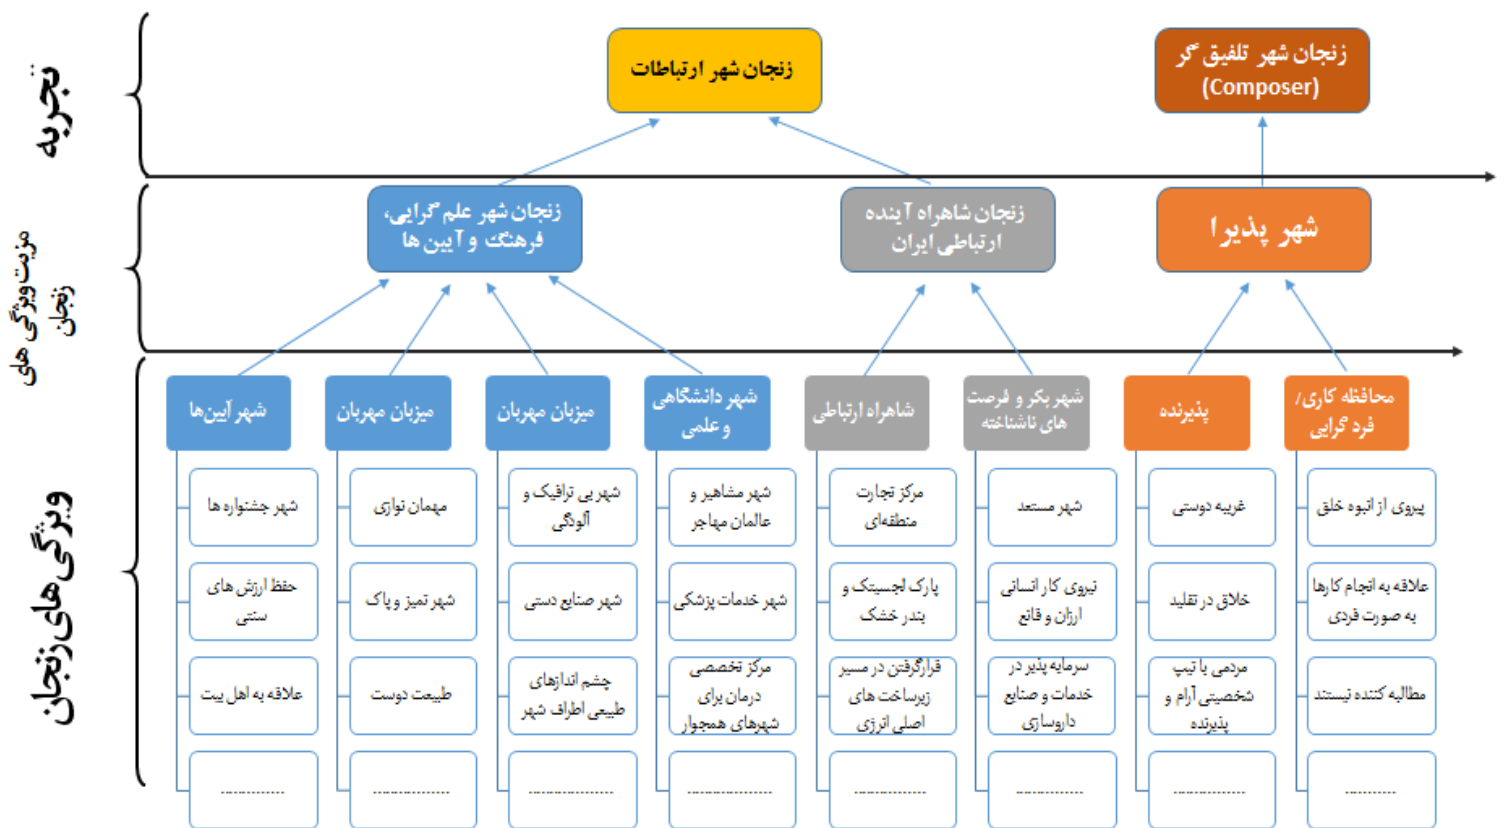 تجربه
زنجان شهر تلفیق گر
(Composer)
زنجان شهر ارتباطات
مزیت ویژگی های
زنجان
شهر پذیرا
زنجان شاهراه آینده
ارتباطی ایران
زنجان شهر علم گرایی،
فرهنگ و آیین ها
ویژگی‌های زنجان
محافظه کاری/
فرد گرایی
پیروی از انبوه خلق
علاقه به انجام کارها
به صورت فردی
مطالبه کننده نیستند
...........
پذیرنده
غریبه دوستی
خلاق در تقلید
مردمی با تیپ
شخصیتی آرام و
پذیرنده
................
شهر بکر و فرصت
های ناشناخته
شهر مستعد
نیروی کار انسانی
ارزان و قانع
سرمایه پذیر در
خدمات و صنایع
داروسازی
...............
شاهراه ارتباطی
مرکز تجارت
منطقه‌ای
پارک لجسیتک و
بندر خشک
قرارگرفتن در مسیر
زیرساخت های
اصلی انرژی
................
شهر دانشگاهی
و علمی
شهر مشاهیر و
عالمان مهاجر
شهر خدمات پزشکی
مرکز تخصصی
درمان برای
شهرهای همجوار
...................
میزبان مهربان
شهر بی ترافیک و
آلودگی
شهر صنایع دستی
چشم اندازهای
طبیعی اطراف شهر
...................
میزبان مهربان
مهمان نوازی
شهر تمیز و پاک
طبیعت دوست
.................
شهر آیین‌ها
شهر جشنواره ها
حفظ ارزش های
سنتی
علاقه به اهل بیت
..............